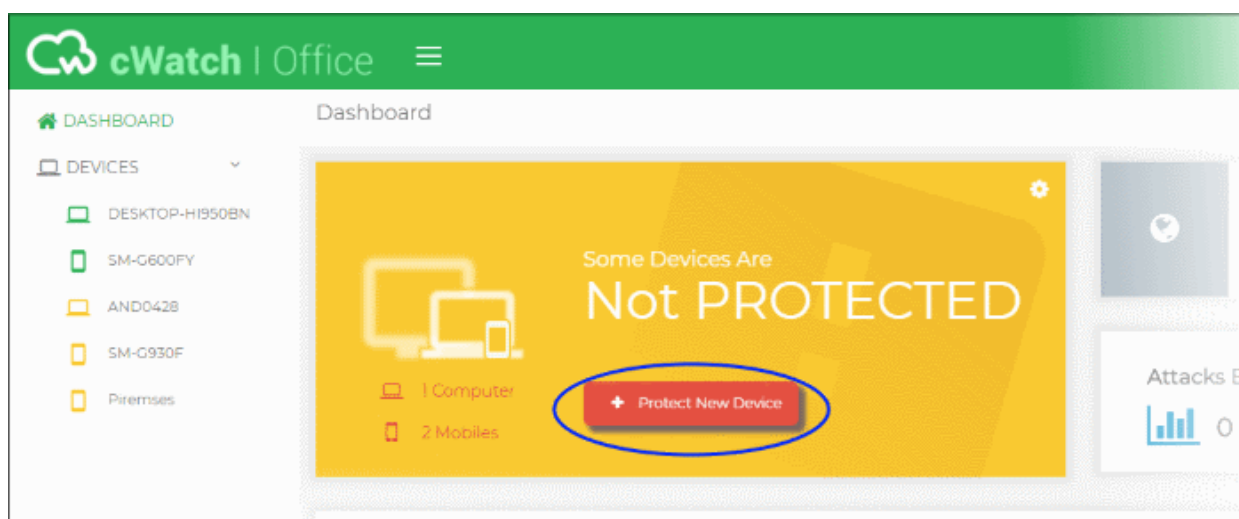 cWatch | Office
DASHBOARD
DEVICES
DESKTOP-HI950BN
SM-G600FY
AND0428
SM-G930F
Piremses
Dashboard
Some Devices Are
Not PROTECTED
1 Computer
2 Mobiles
+ Protect New Device
Attacks
0